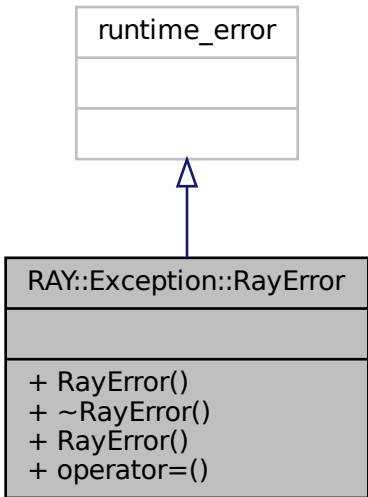 runtime_error
RAY::Exception::RayError
+ RayError()
+ ~RayError()
+ RayError()
+ operator=()